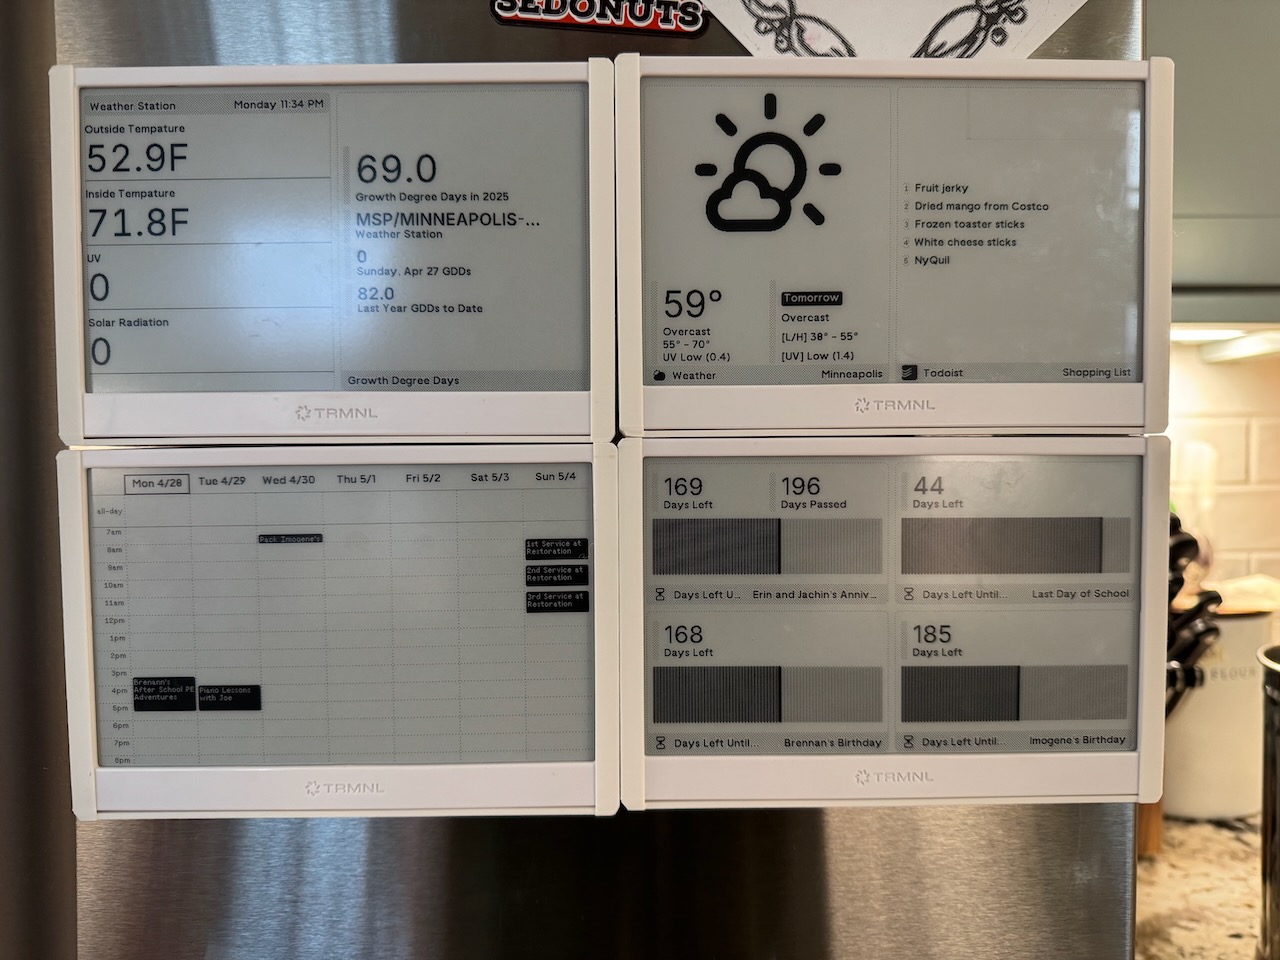 SEDONUTS
Weather Station Monday 11:34 PM
Outside Tempature
52.9F
Inside Tempature
71.8F
UV
0
Solar Radiation
0
69.0
Growth Degree Days in 2025
MSP/MINNEAPOLIS-...
Weather Station
0
Sunday, Apr 27 GDDs
82.0
Last Year GDDs to Date
Growth Degree Days
TRMNL
59°
Overcast
55° - 70°
UV Low (0.4)
Tomorrow
Overcast
[L/H] 38° - 55°
[UV] Low (1.4)
Weather Minneapolis
1 Fruit jerky
2 Dried mango from Costco
3 Frozen toaster sticks
4 White cheese sticks
5 NyQuil
Todoist Shopping List
TRMNL
Mon 4/28 Tue 4/29 Wed 4/30 Thu 5/1 Fri 5/2 Sat 5/3 Sun 5/4
all-day
7am
8am
9am
10am
11am
12pm
1pm
2pm
3pm
4pm
5pm
6pm
7pm
8pm
Pack Imogene's
1st Service at
Restoration
2nd Service at
Restoration
3rd Service at
Restoration
Brenann's
After School PE
Adventures
Piano Lessons
with Joe
TRMNL
169
Days Left
196
Days Passed
Days Left U... Erin and Jachin's Anniv...
44
Days Left
Days Left Until... Last Day of School
168
Days Left
Days Left Until... Brennan's Birthday
185
Days Left
Days Left Until... Imogene's Birthday
TRMNL